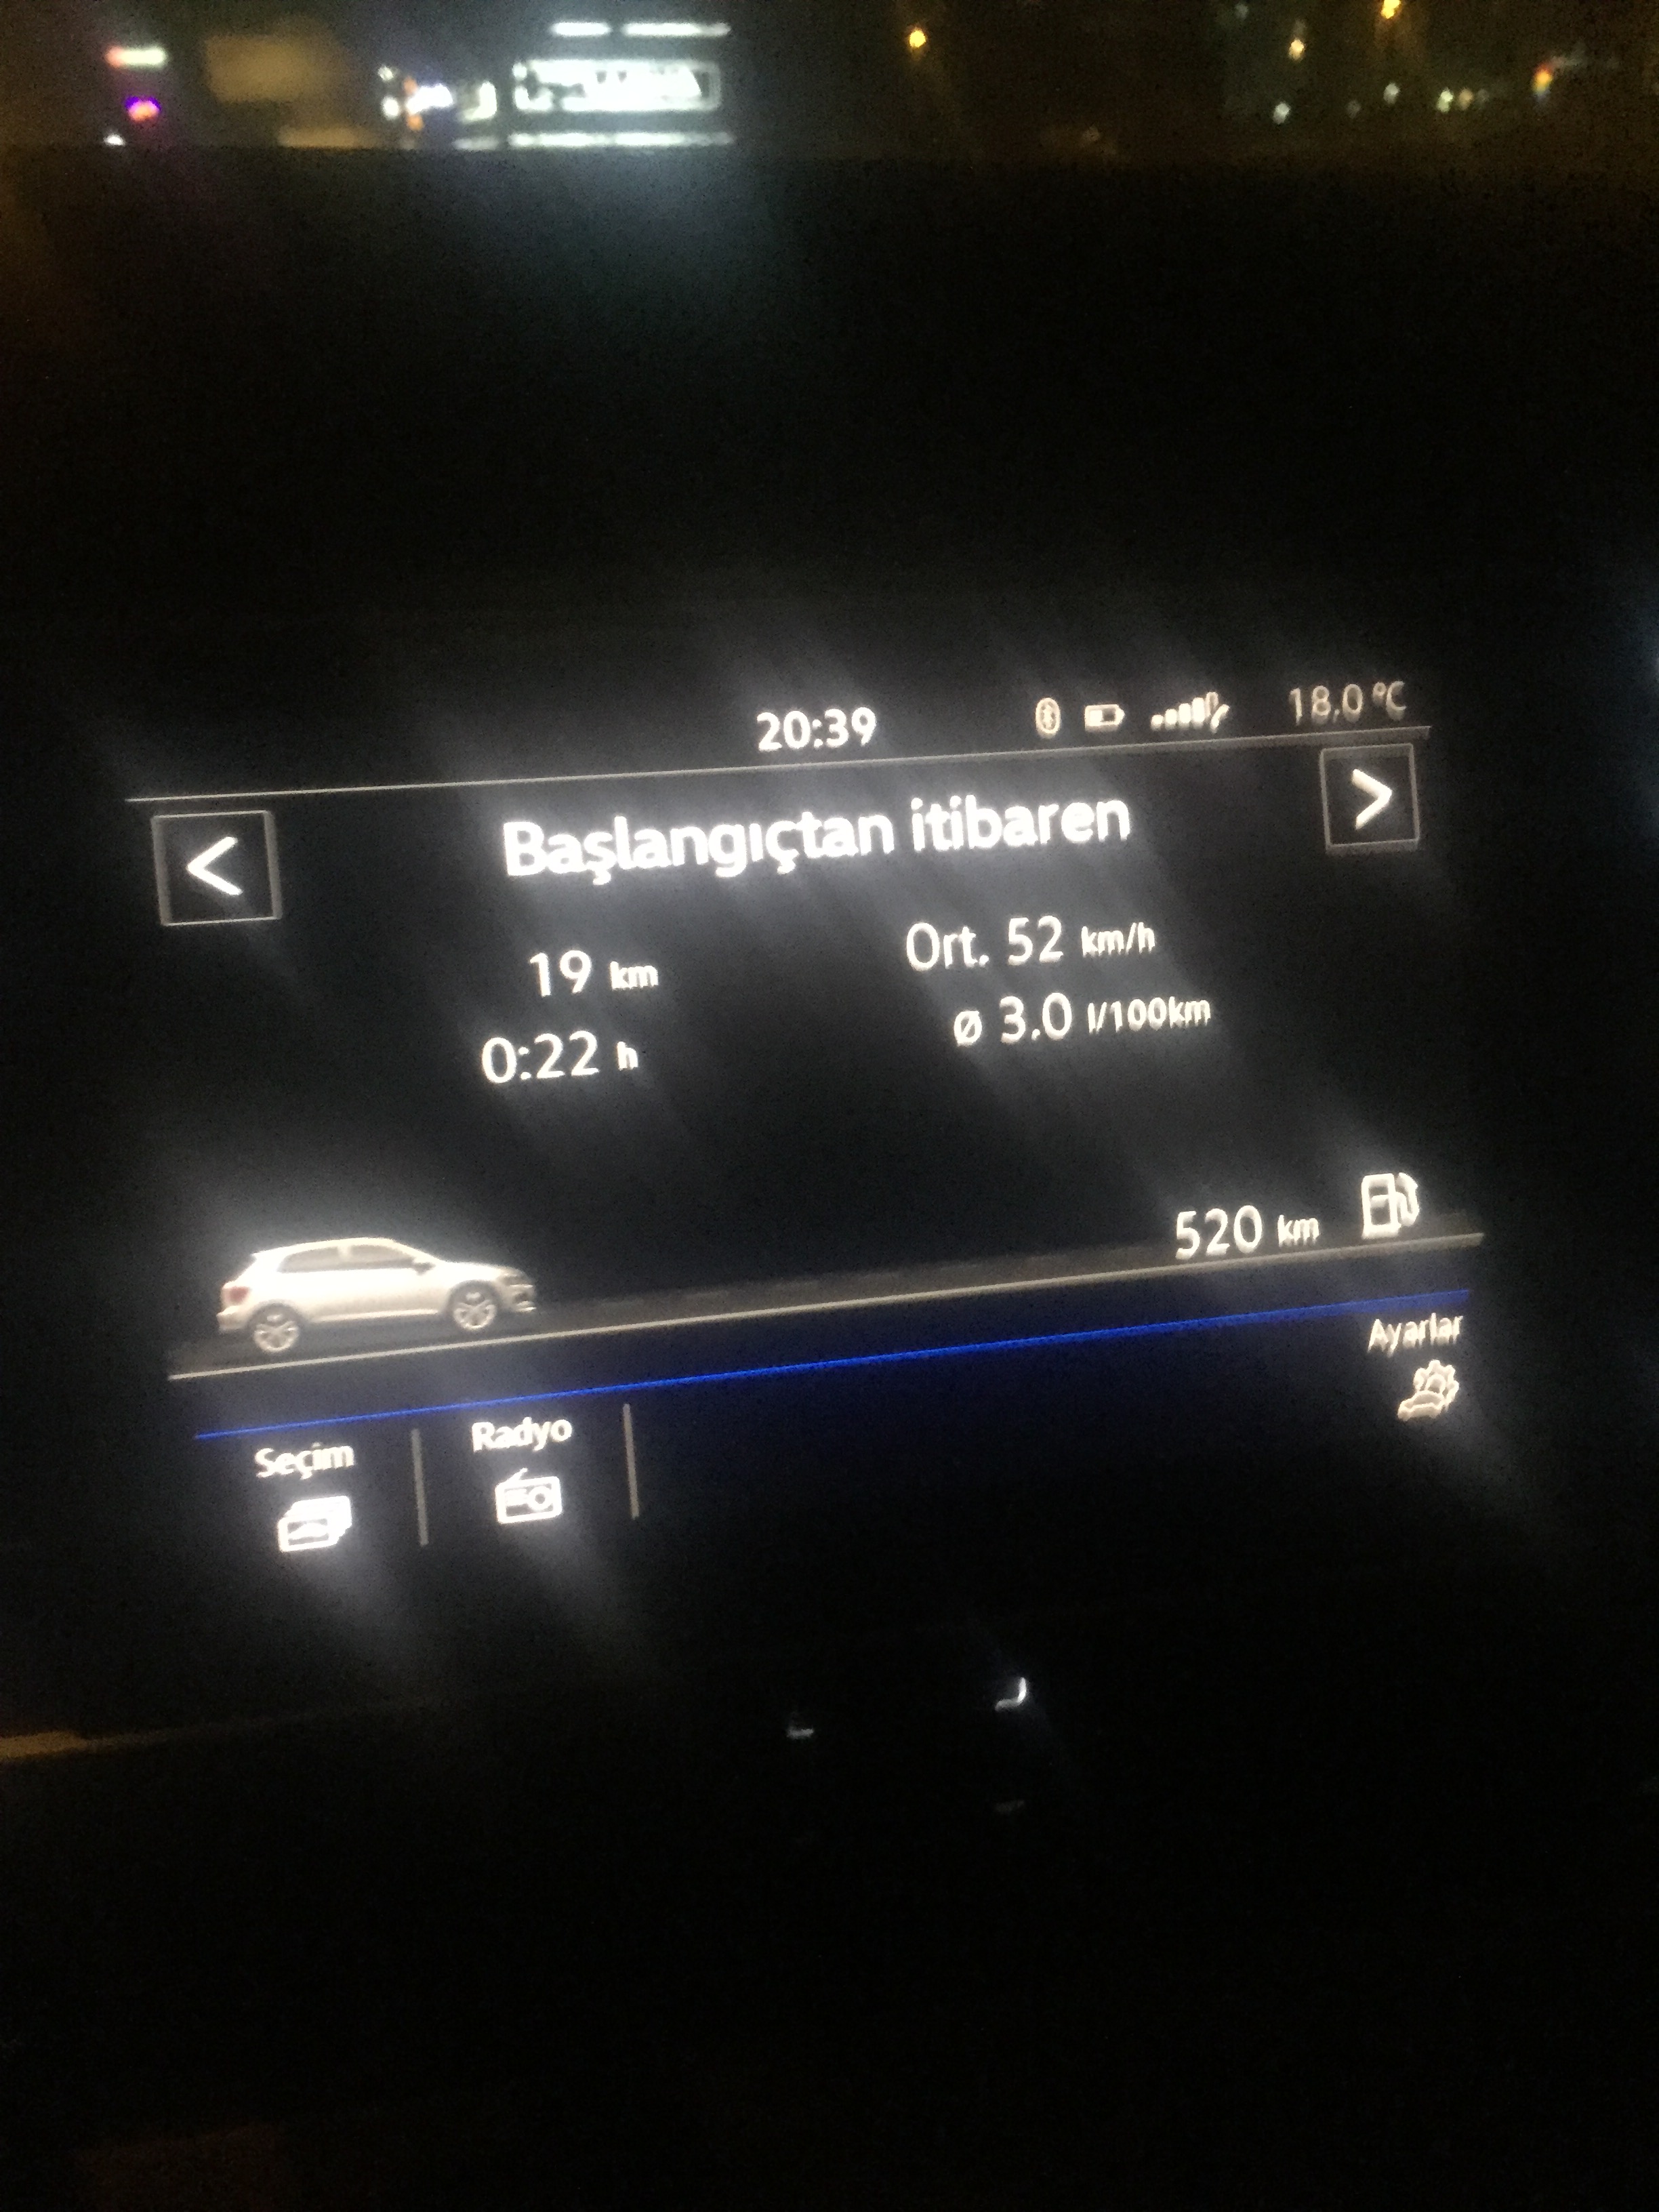 20:39 18.0 °C
< Başlangıçtan itibaren >
19 km Ort. 52 km/h
0:22 h ø 3.0 l/100km
520 km
Seçim Radyo Ayarlar